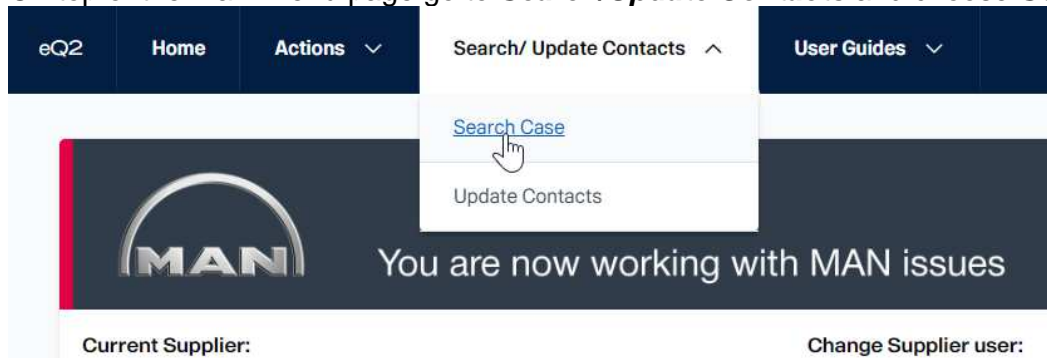 eQ2 Home Actions Search/ Update Contacts User Guides
Search Case
Update Contacts
MAN
You are now working with MAN issues
Current Supplier: Change Supplier user: